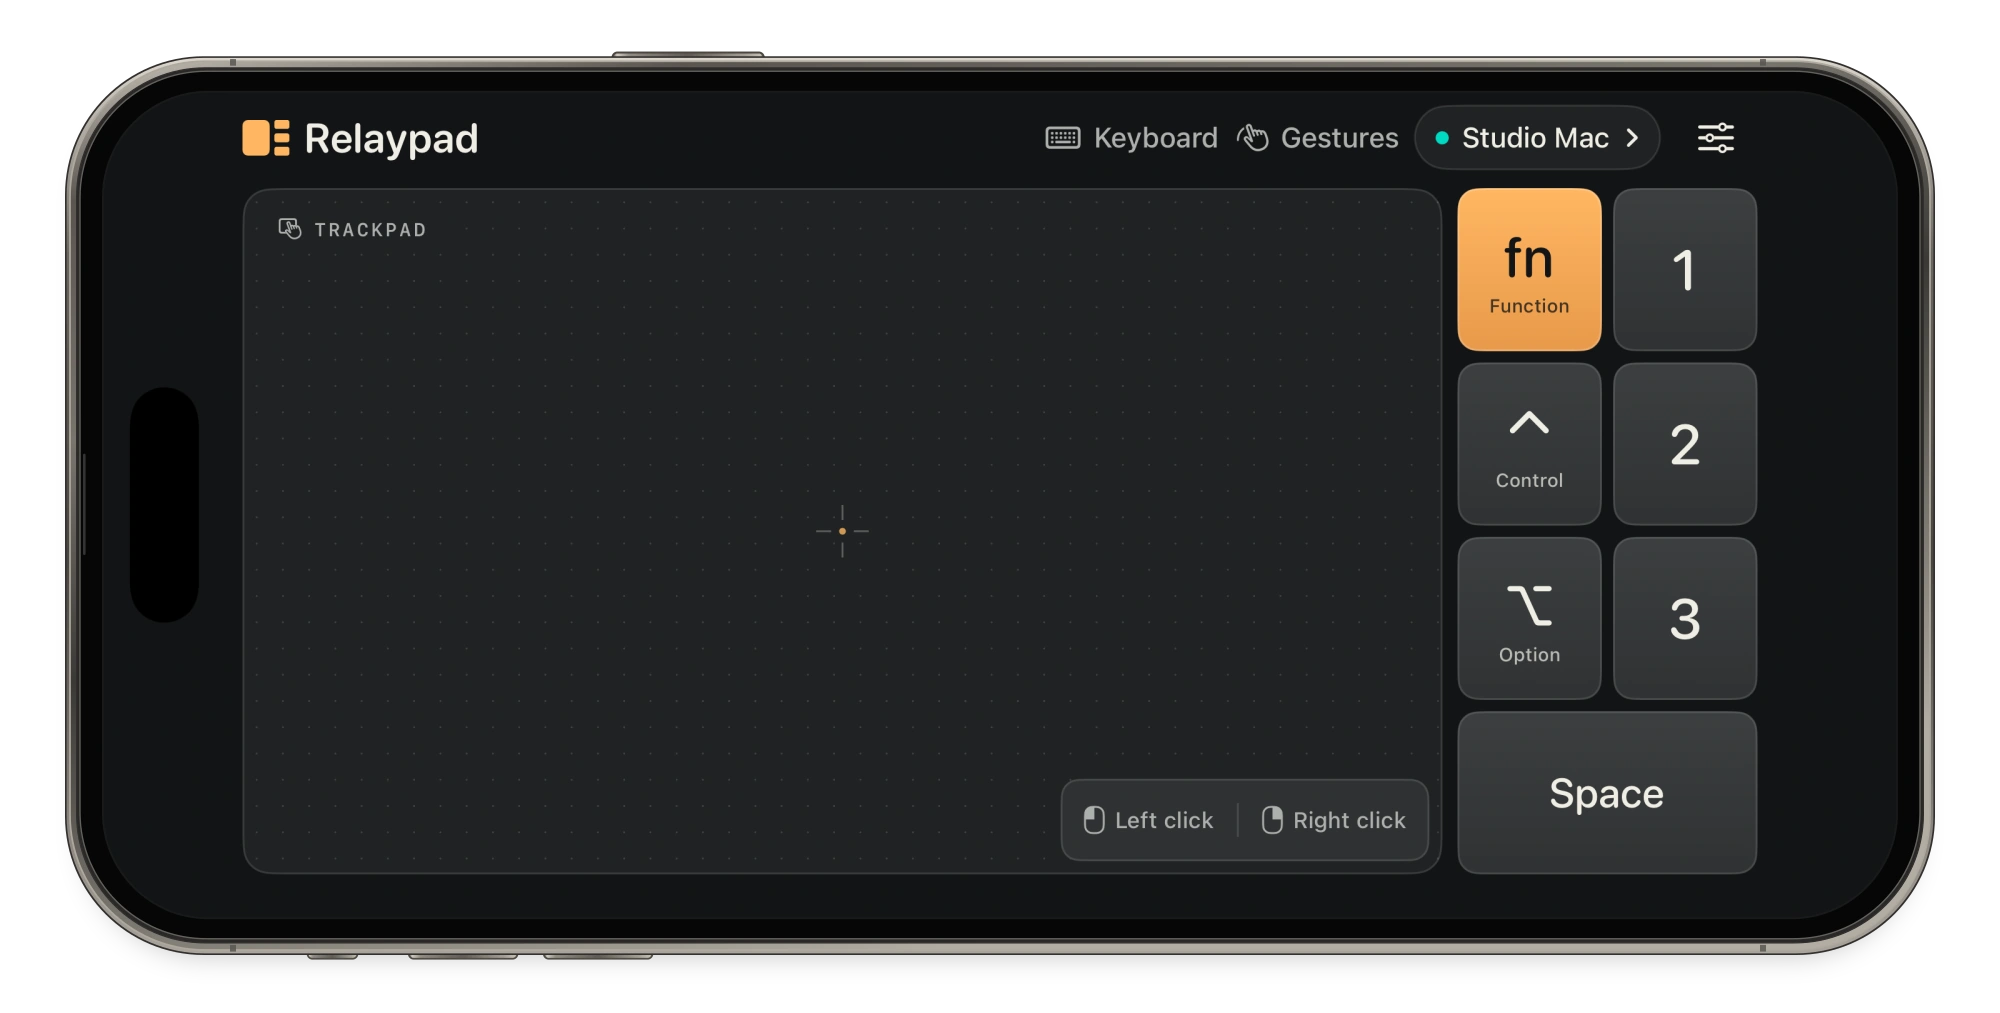 Relaypad
Keyboard Gestures Studio Mac
TRACKPAD
fn
Function
1
Control
2
Option
3
Space
Left click
Right click